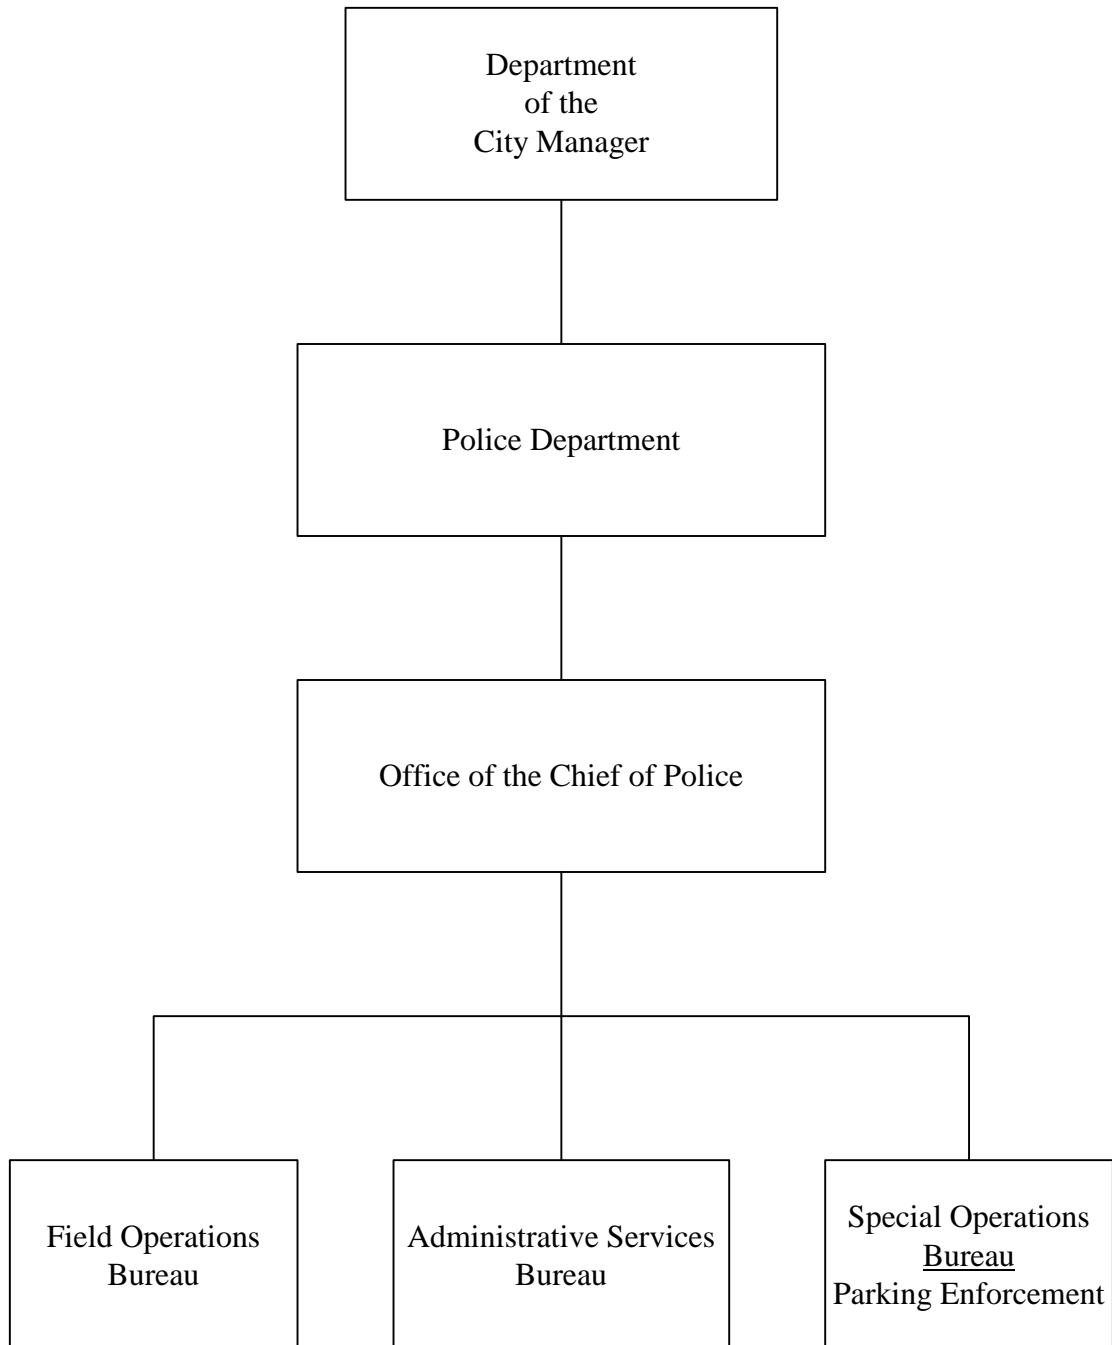 Department
of the
City Manager
Police Department
Office of the Chief of Police
Field Operations
Bureau
Administrative Services
Bureau
Special Operations
Bureau
Parking Enforcement